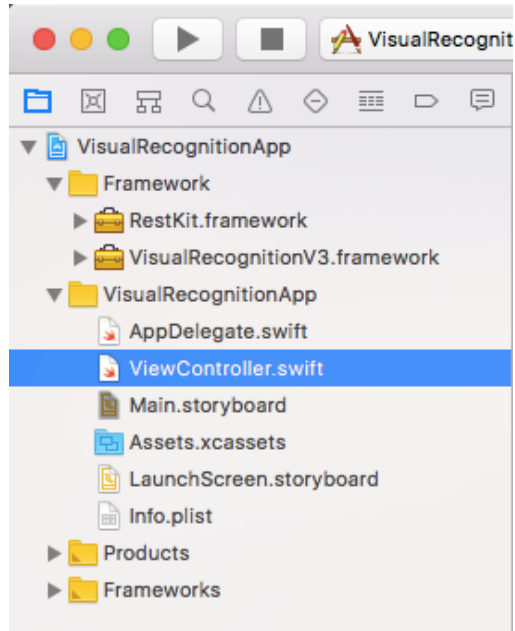 VisualRecognit
VisualRecognitionApp
Framework
RestKit.framework
VisualRecognitionV3.framework
VisualRecognitionApp
AppDelegate.swift
ViewController.swift
Main.storyboard
Assets.xcassets
LaunchScreen.storyboard
Info.plist
Products
Frameworks